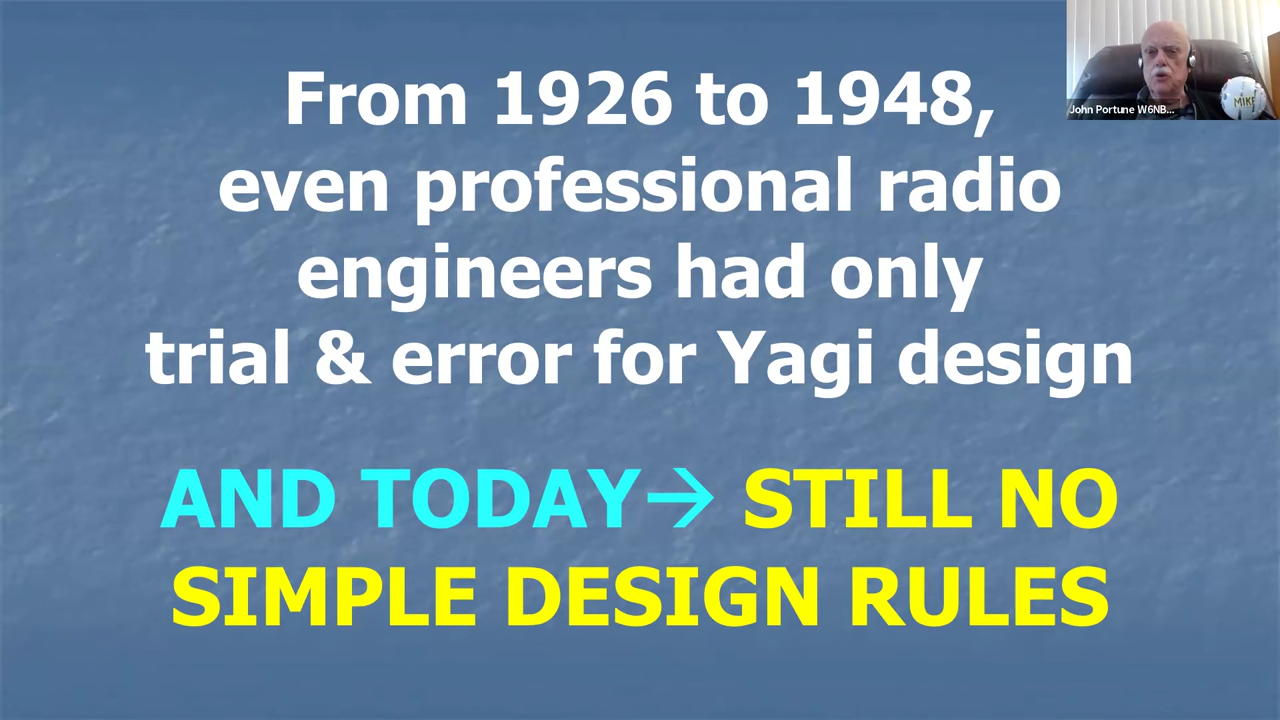 From 1926 to 1948,
even professional radio
engineers had only
trial & error for Yagi design
AND TODAY→ STILL NO
SIMPLE DESIGN RULES
John Portune W6NB...
MIKE